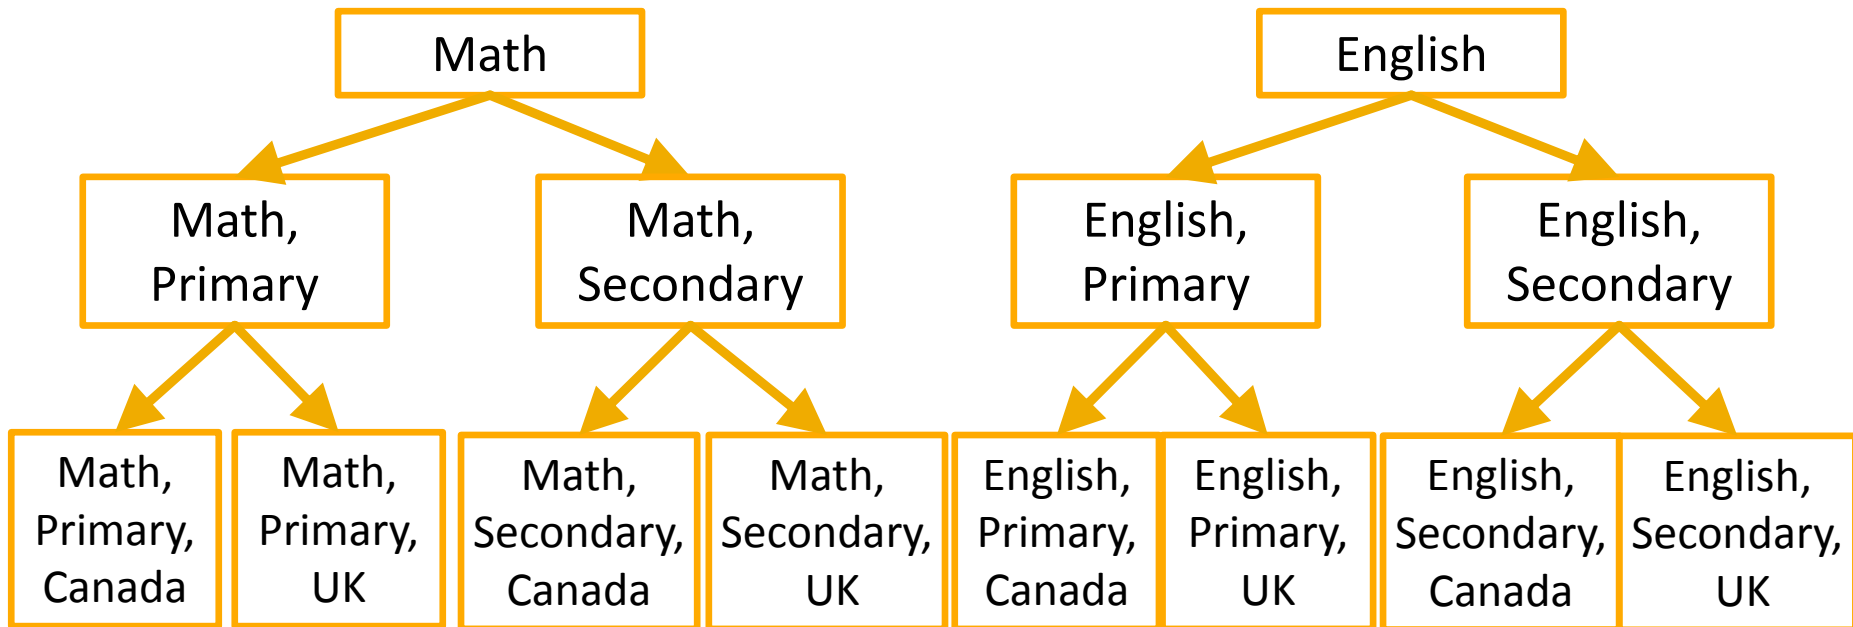 Math
English
Math,
Primary
Math,
Secondary
English,
Primary
English,
Secondary
Math,
Primary,
Canada
Math,
Primary,
UK
Math,
Secondary,
Canada
Math,
Secondary,
UK
English,
Primary,
Canada
English,
Primary,
UK
English,
Secondary,
Canada
English,
Secondary,
UK